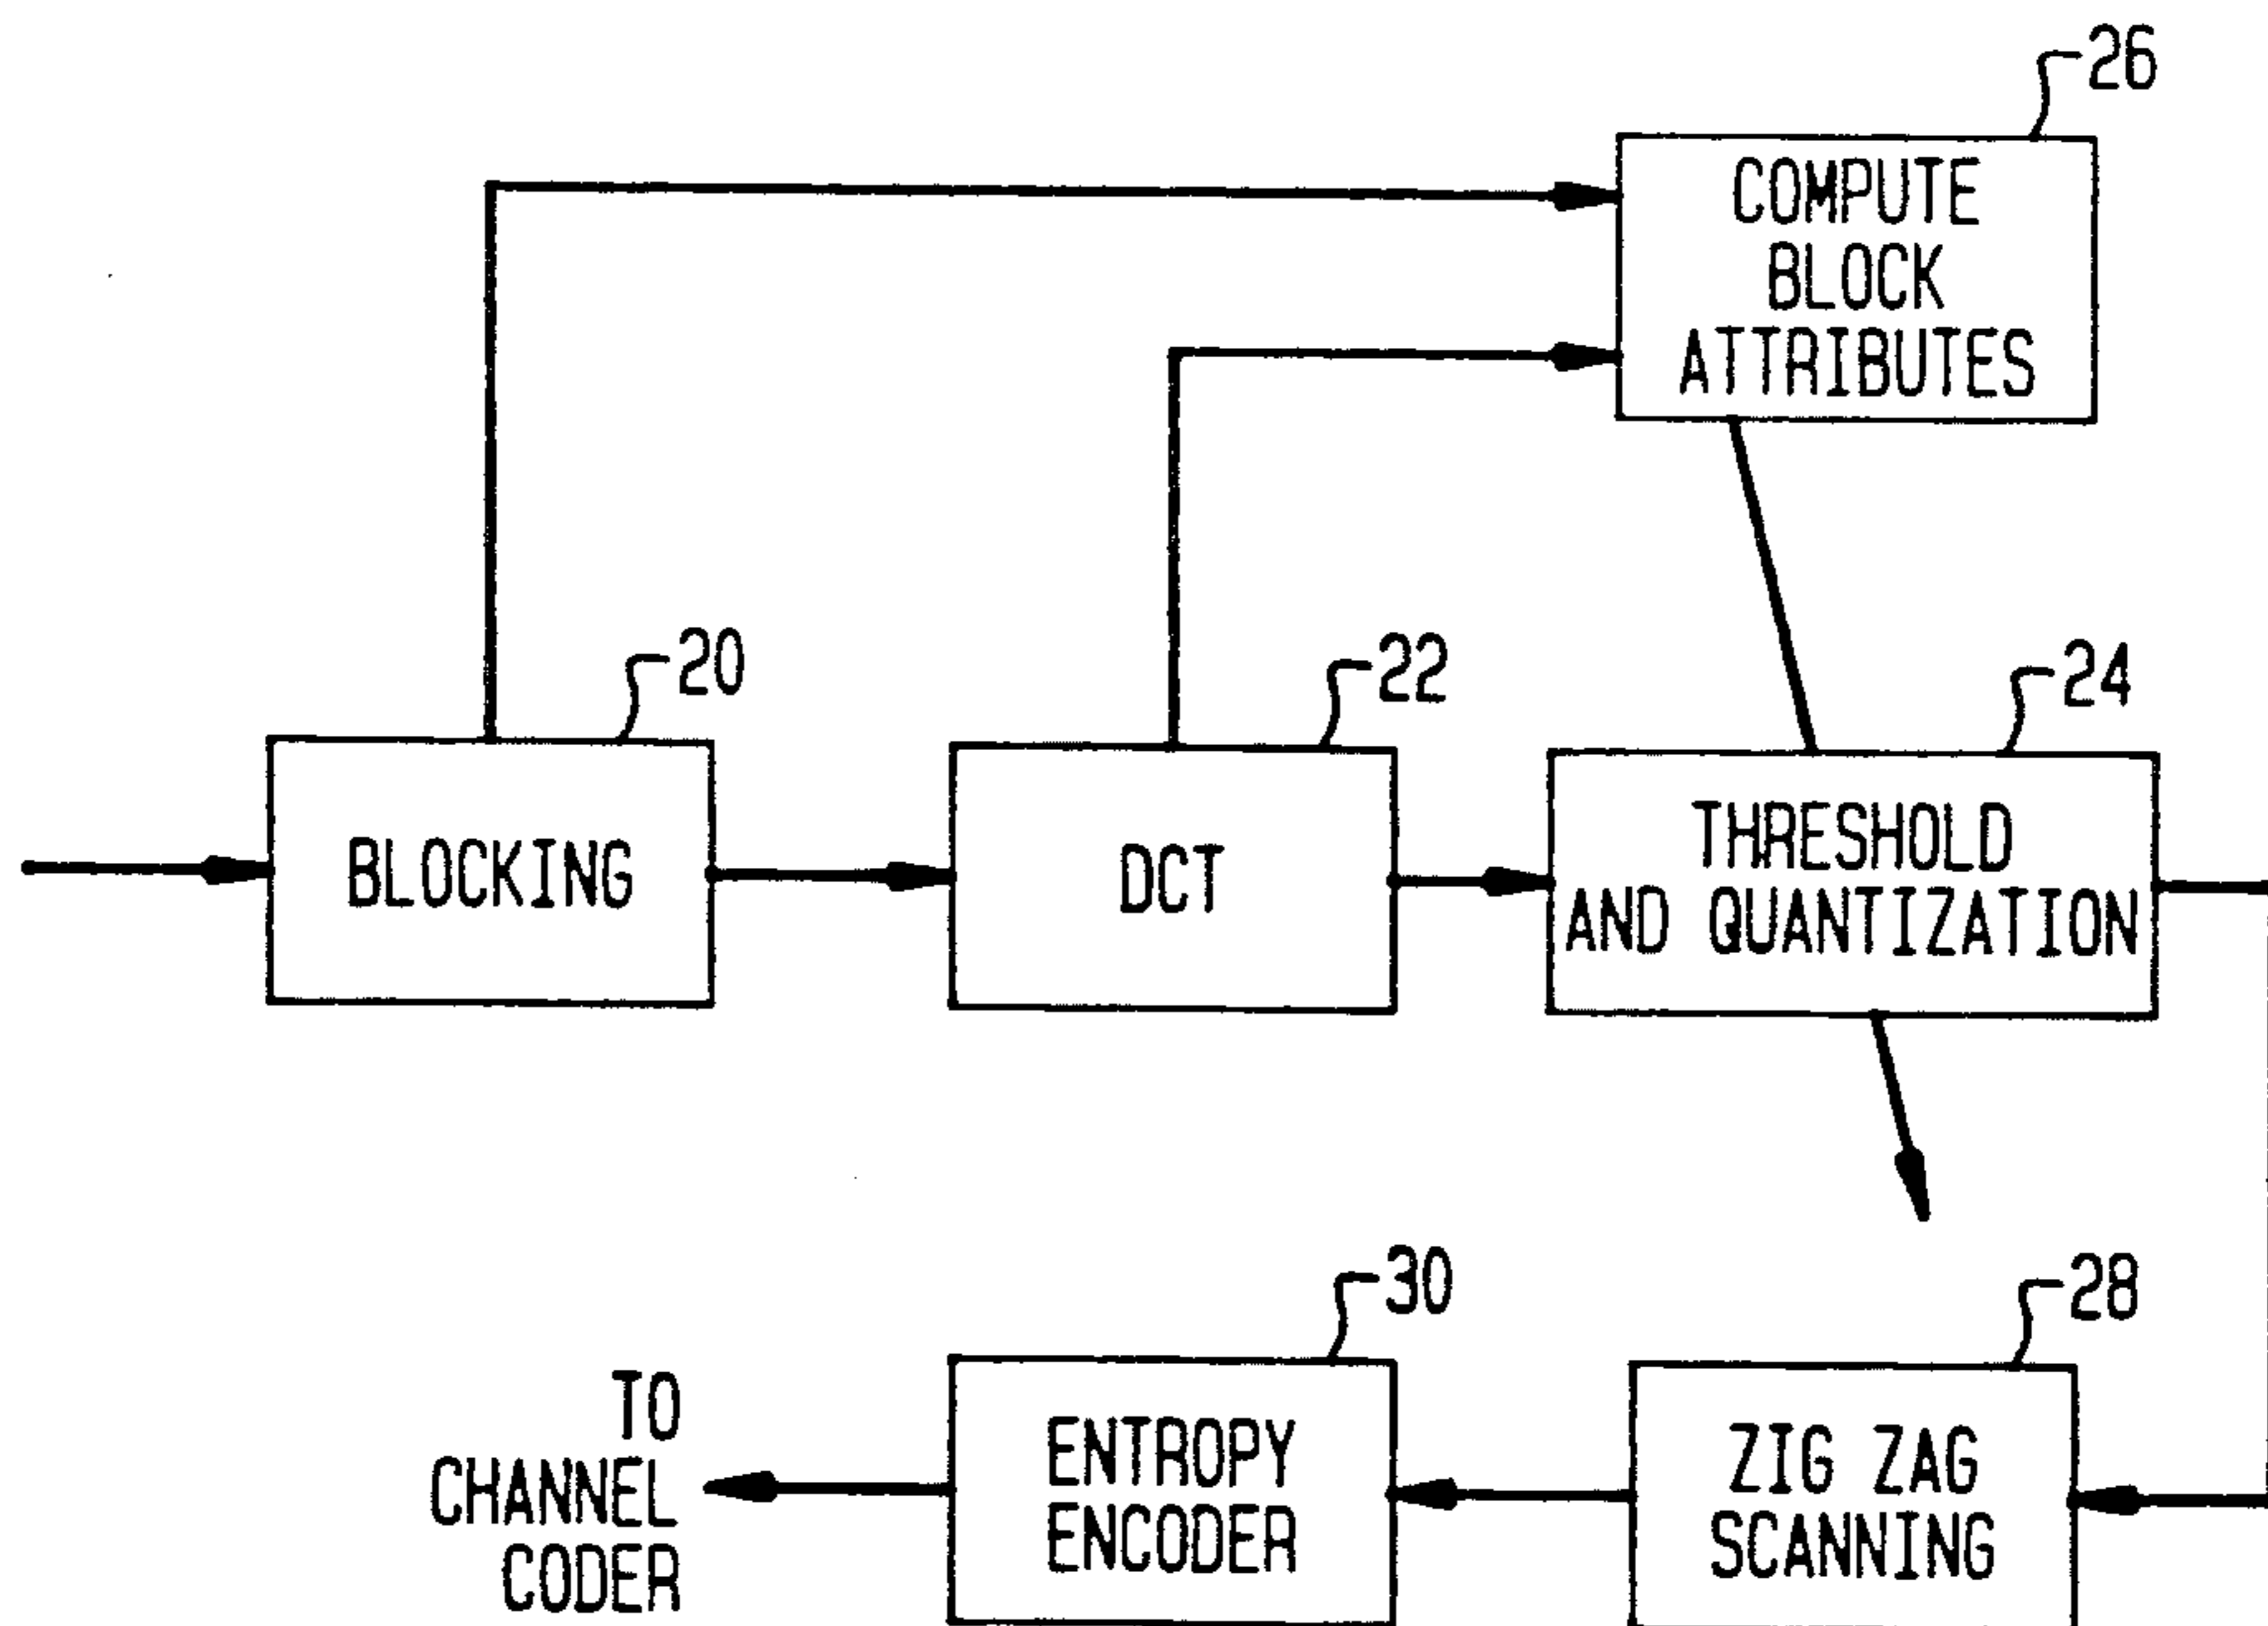 26
COMPUTE
BLOCK
ATTRIBUTES
20
22
24
BLOCKING
DCT
THRESHOLD
AND QUANTIZATION
30
28
TO
CHANNEL
CODER
ENTROPY
ENCODER
ZIG ZAG
SCANNING